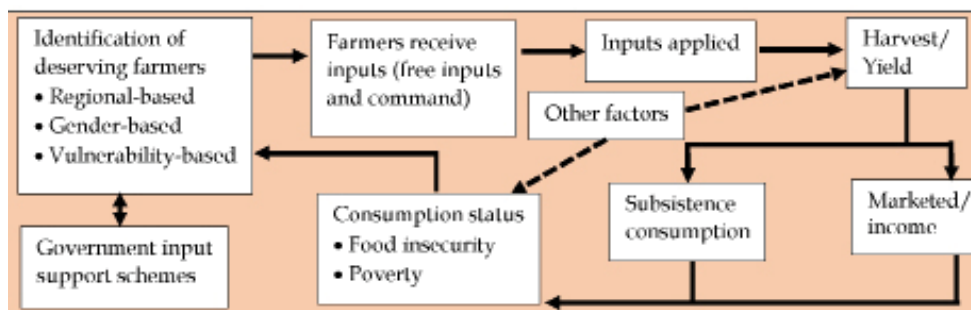 Identification of
deserving farmers
• Regional-based
• Gender-based
• Vulnerability-based
Farmers receive
inputs (free inputs
and command)
Inputs applied
Harvest/
Yield
Other factors
Government input
support schemes
Consumption status
• Food insecurity
• Poverty
Subsistence
consumption
Marketed/
income